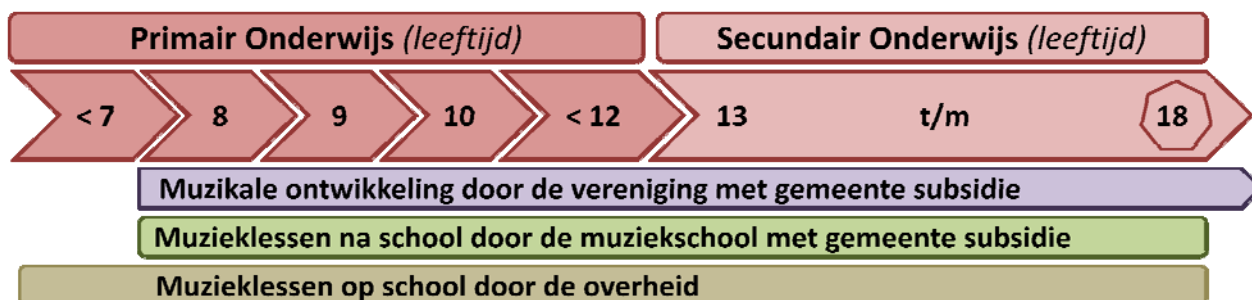 Primair Onderwijs (leeftijd) Secundair Onderwijs (leeftijd)
< 7 8 9 10 < 12 13 t/m 18
Muzikale ontwikkeling door de vereniging met gemeente subsidie
Muzieklessen na school door de muziekschool met gemeente subsidie
Muzieklessen op school door de overheid